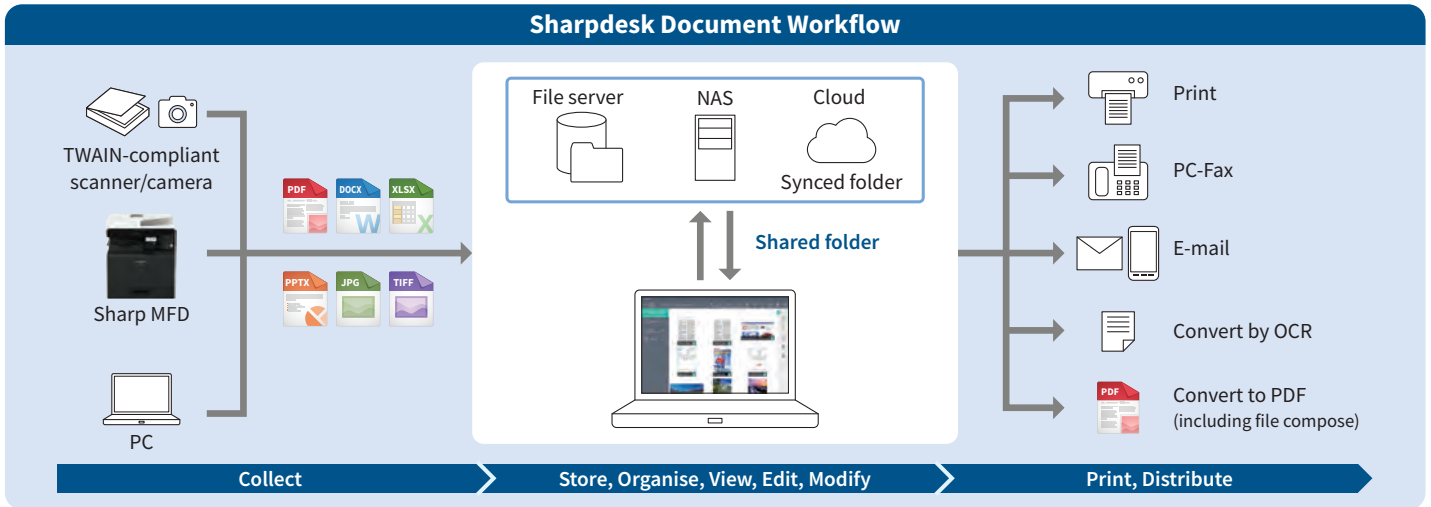 Sharpdesk Document Workflow
TWAIN-compliant
scanner/camera
Sharp MFD
PC
PDF
DOCX
W
XLSX
X
PPTX
JPG
TIFF
File server
NAS
Cloud
Synced folder
Shared folder
Print
PC-Fax
E-mail
Convert by OCR
PDF
Convert to PDF
(including file compose)
Collect
Store, Organise, View, Edit, Modify
Print, Distribute